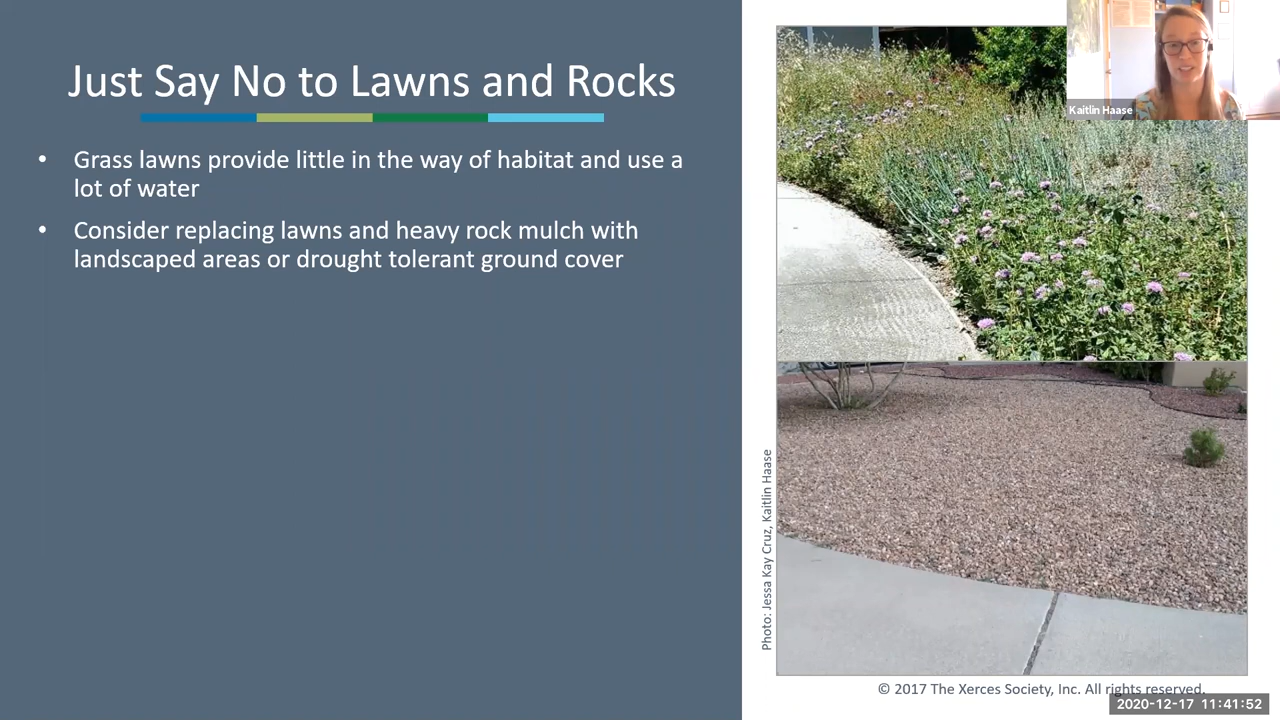 Just Say No to Lawns and Rocks
• Grass lawns provide little in the way of habitat and use a
lot of water
• Consider replacing lawns and heavy rock mulch with
landscaped areas or drought tolerant ground cover
Kaitlin Haase
Photo: Jessa Kay Cruz, Kaitlin Haase
© 2017 The Xerces Society, Inc. All rights reserved.
2020-12-17 11:41:52